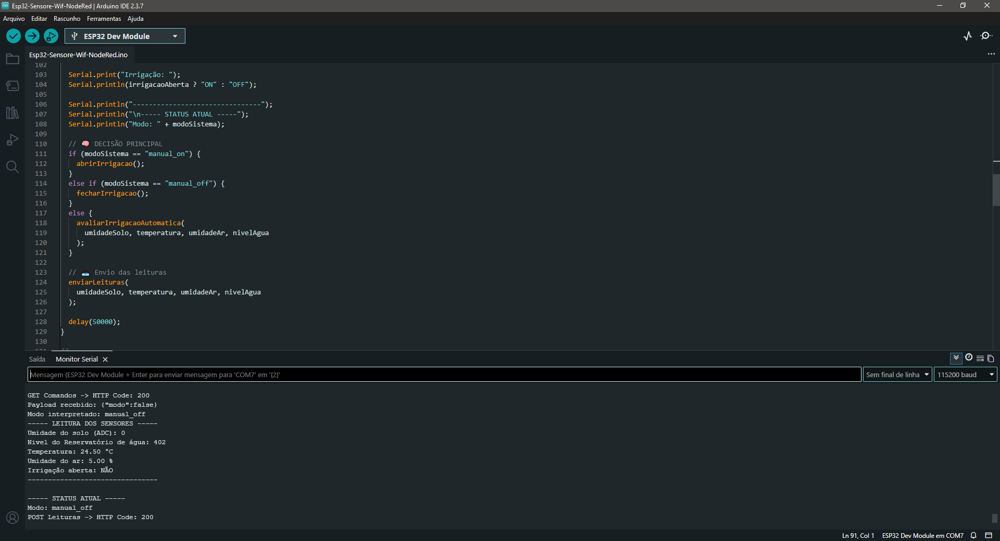 Esp32-Sensore-Wif-NodeRed | Arduino IDE 2.3.7
Arquivo Editar Rascunho Ferramentas Ajuda
ESP32 Dev Module
Esp32-Sensore-Wif-NodeRed.ino
102
103 Serial.print("Irrigação: ");
104 Serial.println(irrigacaoAberta ? "ON" : "OFF");
105
106 Serial.println("--------------------------------");
107 Serial.println("\n----- STATUS ATUAL -----");
108 Serial.println("Modo: " + modoSistema);
109
110 // 🧠 DECISÃO PRINCIPAL
111 if (modoSistema == "manual_on") {
112 abrirIrrigacao();
113 }
114 else if (modoSistema == "manual_off") {
115 fecharIrrigacao();
116 }
117 else {
118 avaliarIrrigacaoAutomatica(
119 umidadeSolo, temperatura, umidadeAr, nivelAgua
120 );
121 }
122
123 // 📤 Envio das leituras
124 enviarLeituras(
125 umidadeSolo, temperatura, umidadeAr, nivelAgua
126 );
127
128 delay(50000);
129 }
130
Saída Monitor Serial
Mensagem (ESP32 Dev Module + Enter para enviar mensagem para 'COM7' em '{2}'
Sem final de linha 115200 baud
GET Comandos -> HTTP Code: 200
Payload recebido: {"modo":false}
Modo interpretado: manual_off
----- LEITURA DOS SENSORES -----
Umidade do solo (ADC): 0
Nivel do Reservatório de água: 402
Temperatura: 24.50 °C
Umidade do ar: 5.00 %
Irrigação aberta: NÃO
--------------------------------
----- STATUS ATUAL -----
Modo: manual_off
POST Leituras -> HTTP Code: 200
Ln 91, Col 1 ESP32 Dev Module em COM7